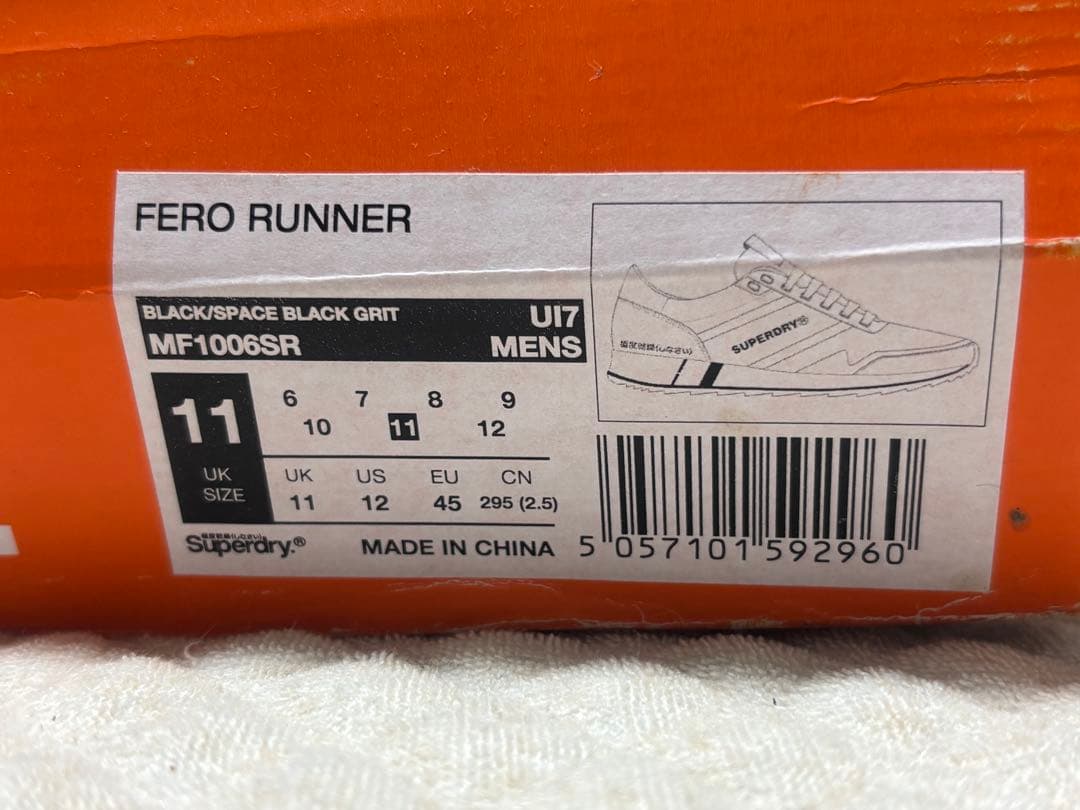 FERO RUNNER
BLACK/SPACE BLACK GRIT UI7
MF1006SR MENS
11
UK
SIZE
6 7 8 9
10 11 12
UK US EU CN
11 12 45 295 (2.5)
Superdry.®
MADE IN CHINA
SUPERDRY®
5 057101 592960